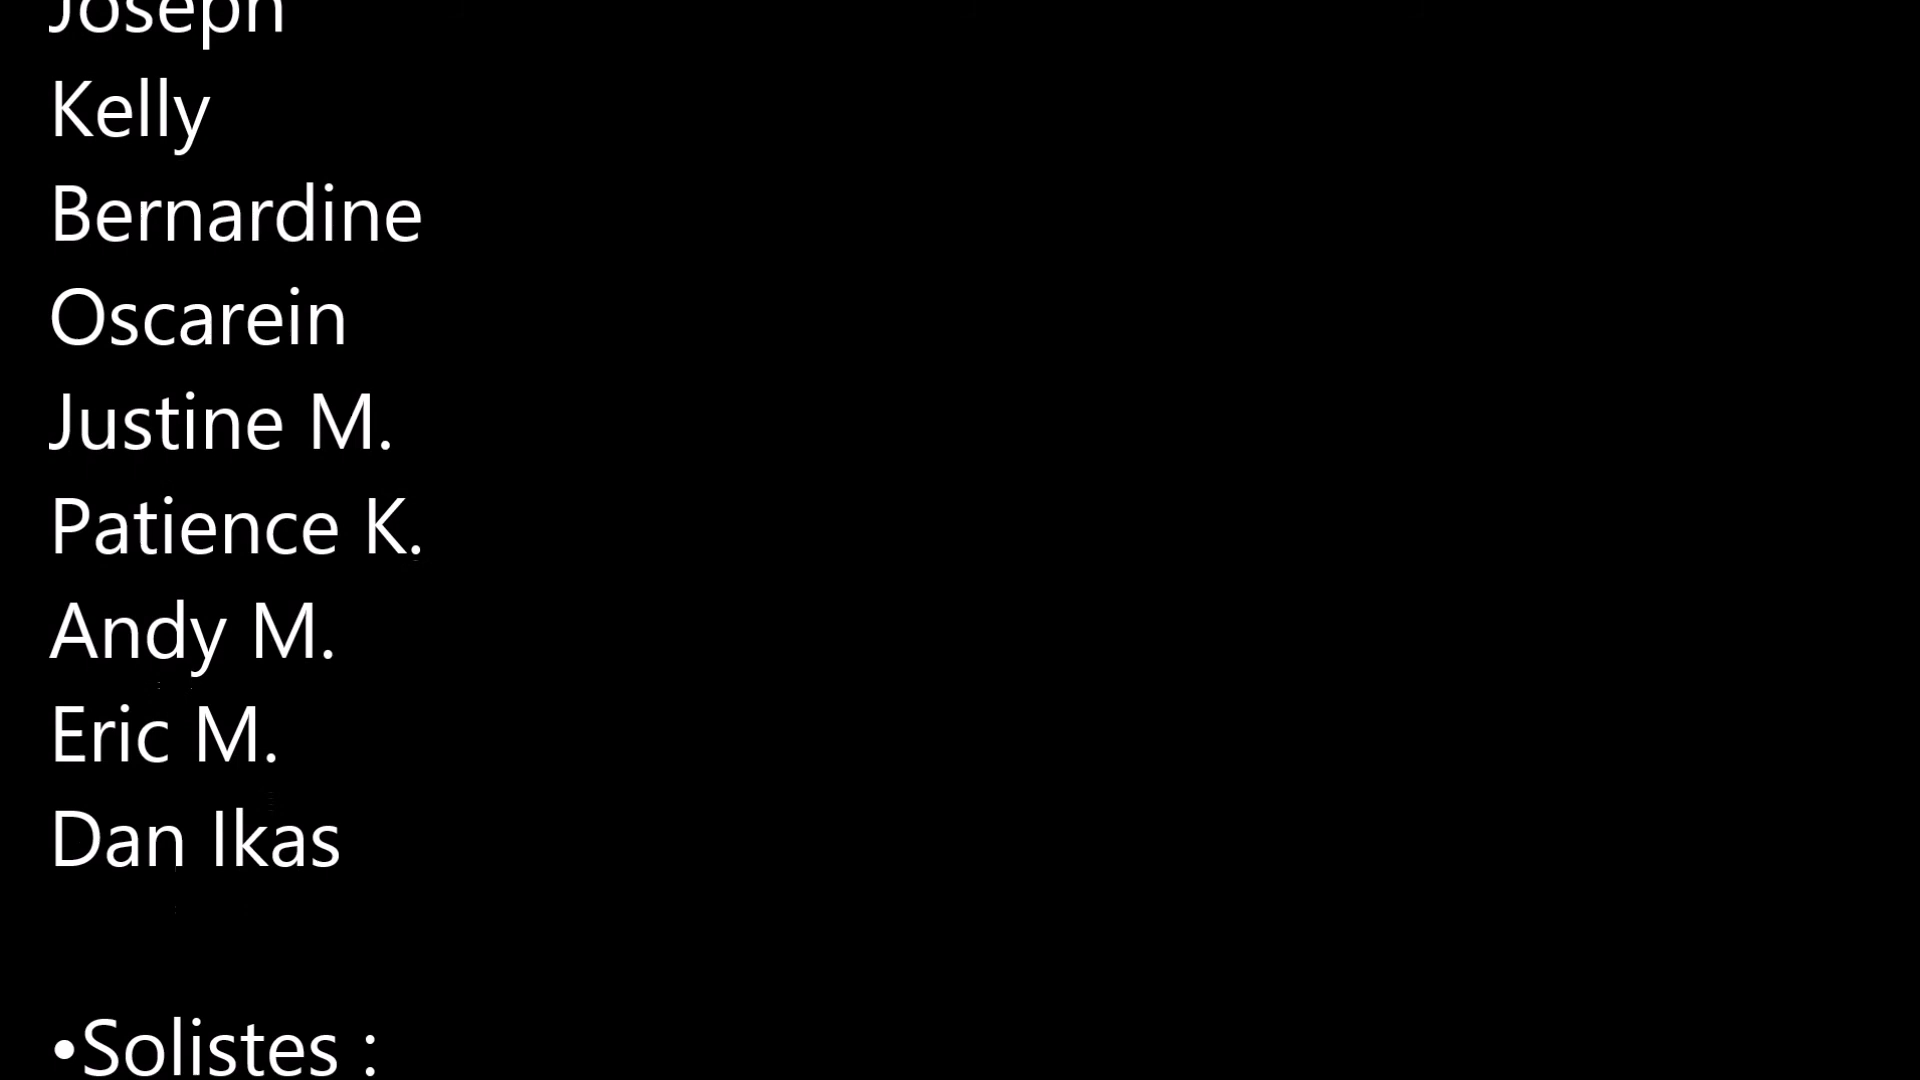 Joseph
Kelly
Bernardine
Oscarein
Justine M.
Patience K.
Andy M.
Eric M.
Dan Ikas
•Solistes :